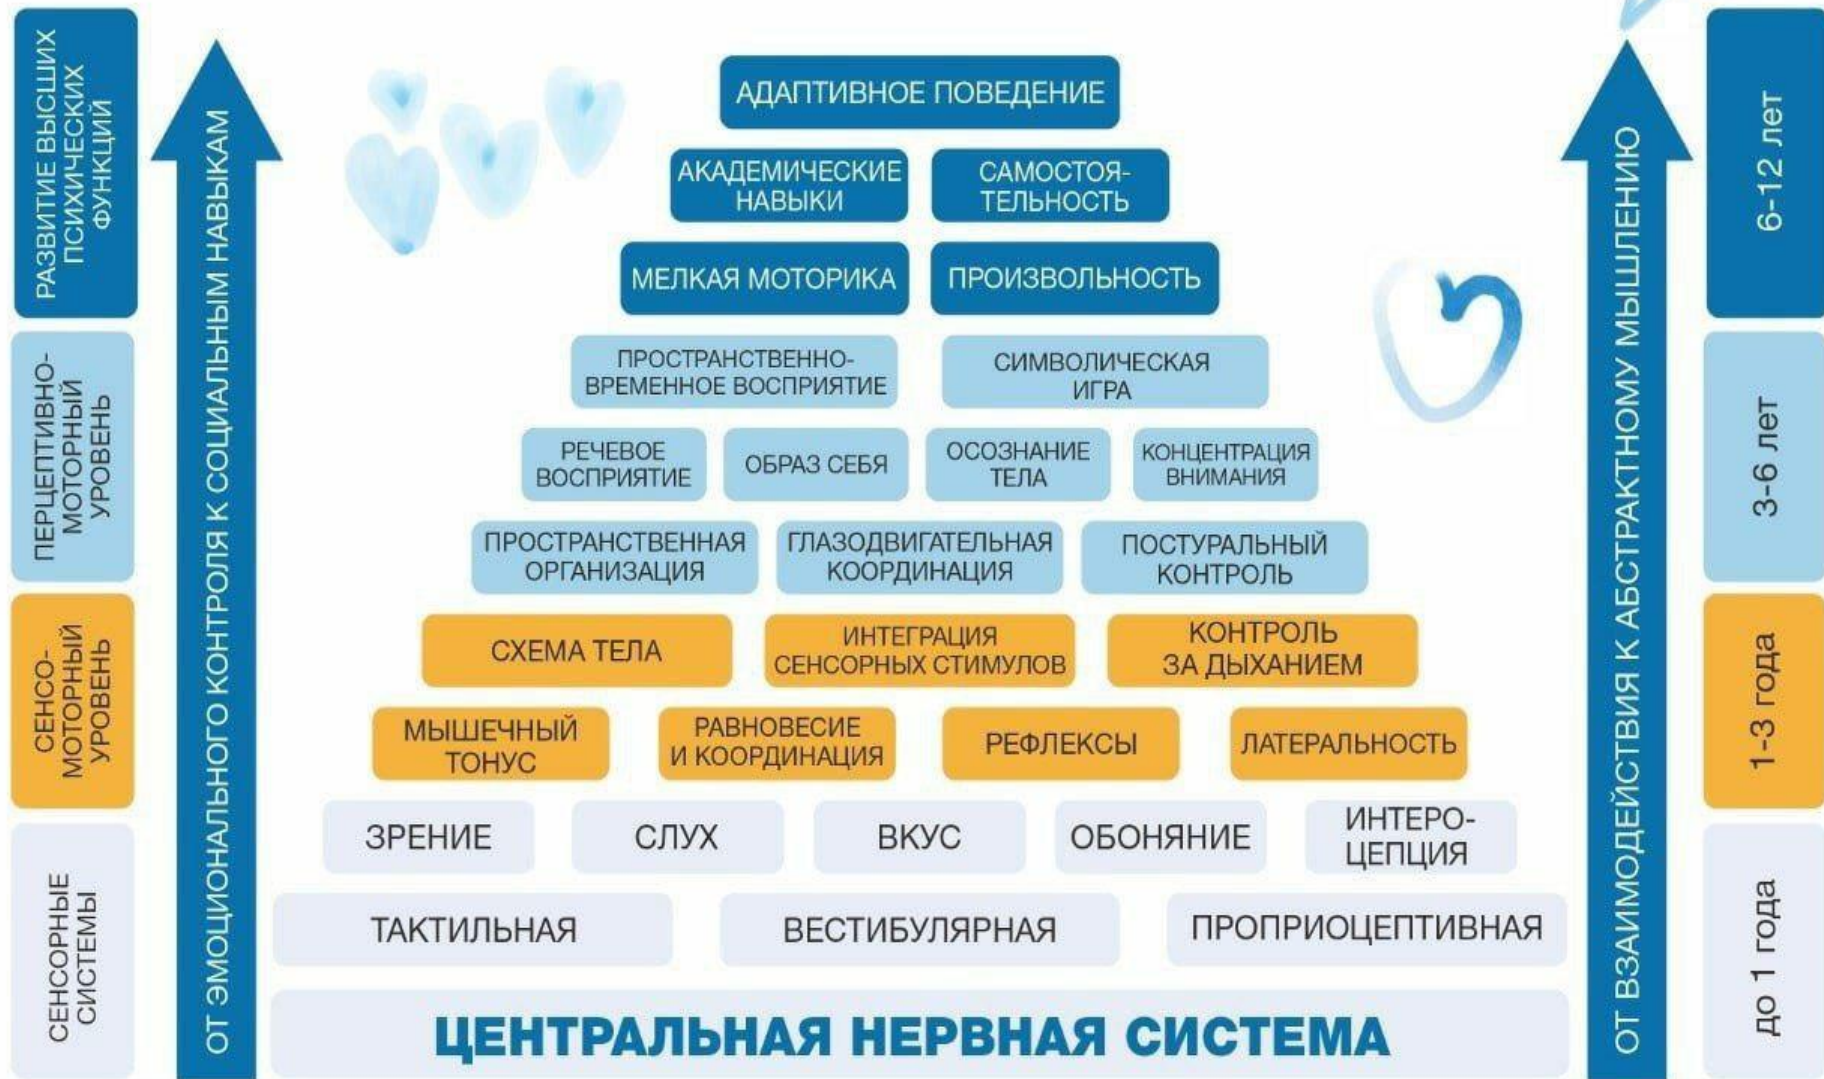 РАЗВИТИЕ ВЫСШИХ
ПСИХИЧЕСКИХ
ФУНКЦИЙ
ПЕРЦЕПТИВНО-
МОТОРНЫЙ
УРОВЕНЬ
СЕНСО-
МОТОРНЫЙ
УРОВЕНЬ
СЕНСОРНЫЕ
СИСТЕМЫ
ОТ ЭМОЦИОНАЛЬНОГО КОНТРОЛЯ К СОЦИАЛЬНЫМ НАВЫКАМ
АДАПТИВНОЕ ПОВЕДЕНИЕ
АКАДЕМИЧЕСКИЕ
НАВЫКИ
САМОСТОЯ-
ТЕЛЬНОСТЬ
МЕЛКАЯ МОТОРИКА
ПРОИЗВОЛЬНОСТЬ
ПРОСТРАНСТВЕННО-
ВРЕМЕННОЕ ВОСПРИЯТИЕ
СИМВОЛИЧЕСКАЯ
ИГРА
РЕЧЕВОЕ
ВОСПРИЯТИЕ
ОБРАЗ СЕБЯ
ОСОЗНАНИЕ
ТЕЛА
КОНЦЕНТРАЦИЯ
ВНИМАНИЯ
ПРОСТРАНСТВЕННАЯ
ОРГАНИЗАЦИЯ
ГЛАЗОДВИГАТЕЛЬНАЯ
КООРДИНАЦИЯ
ПОСТУРАЛЬНЫЙ
КОНТРОЛЬ
СХЕМА ТЕЛА
ИНТЕГРАЦИЯ
СЕНСОРНЫХ СТИМУЛОВ
КОНТРОЛЬ
ЗА ДЫХАНИЕМ
МЫШЕЧНЫЙ
ТОНУС
РАВНОВЕСИЕ
И КООРДИНАЦИЯ
РЕФЛЕКСЫ
ЛАТЕРАЛЬНОСТЬ
ЗРЕНИЕ
СЛУХ
ВКУС
ОБОНЯНИЕ
ИНТЕРО-
ЦЕПЦИЯ
ТАКТИЛЬНАЯ
ВЕСТИБУЛЯРНАЯ
ПРОПРИОЦЕПТИВНАЯ
ЦЕНТРАЛЬНАЯ НЕРВНАЯ СИСТЕМА
ОТ ВЗАИМОДЕЙСТВИЯ К АБСТРАКТНОМУ МЫШЛЕНИЮ
6-12 лет
3-6 лет
1-3 года
до 1 года